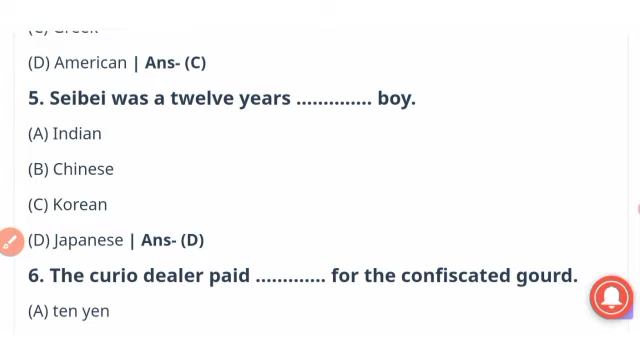 (D) American | Ans- (C)
5. Seibei was a twelve years .............. boy.
(A) Indian
(B) Chinese
(C) Korean
(D) Japanese | Ans- (D)
6. The curio dealer paid ............. for the confiscated gourd.
(A) ten yen